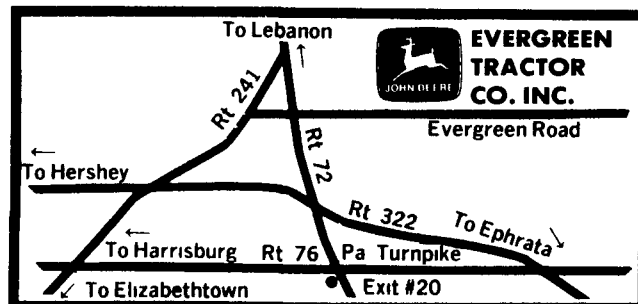 To Lebanon
EVERGREEN
TRACTOR
CO. INC.
JOHN DEERE
Evergreen Road
Rt 241
Rt 72
To Hershey
Rt 322
To Ephrata
To Harrisburg Rt 76 Pa Turnpike
To Elizabethtown
Exit #20